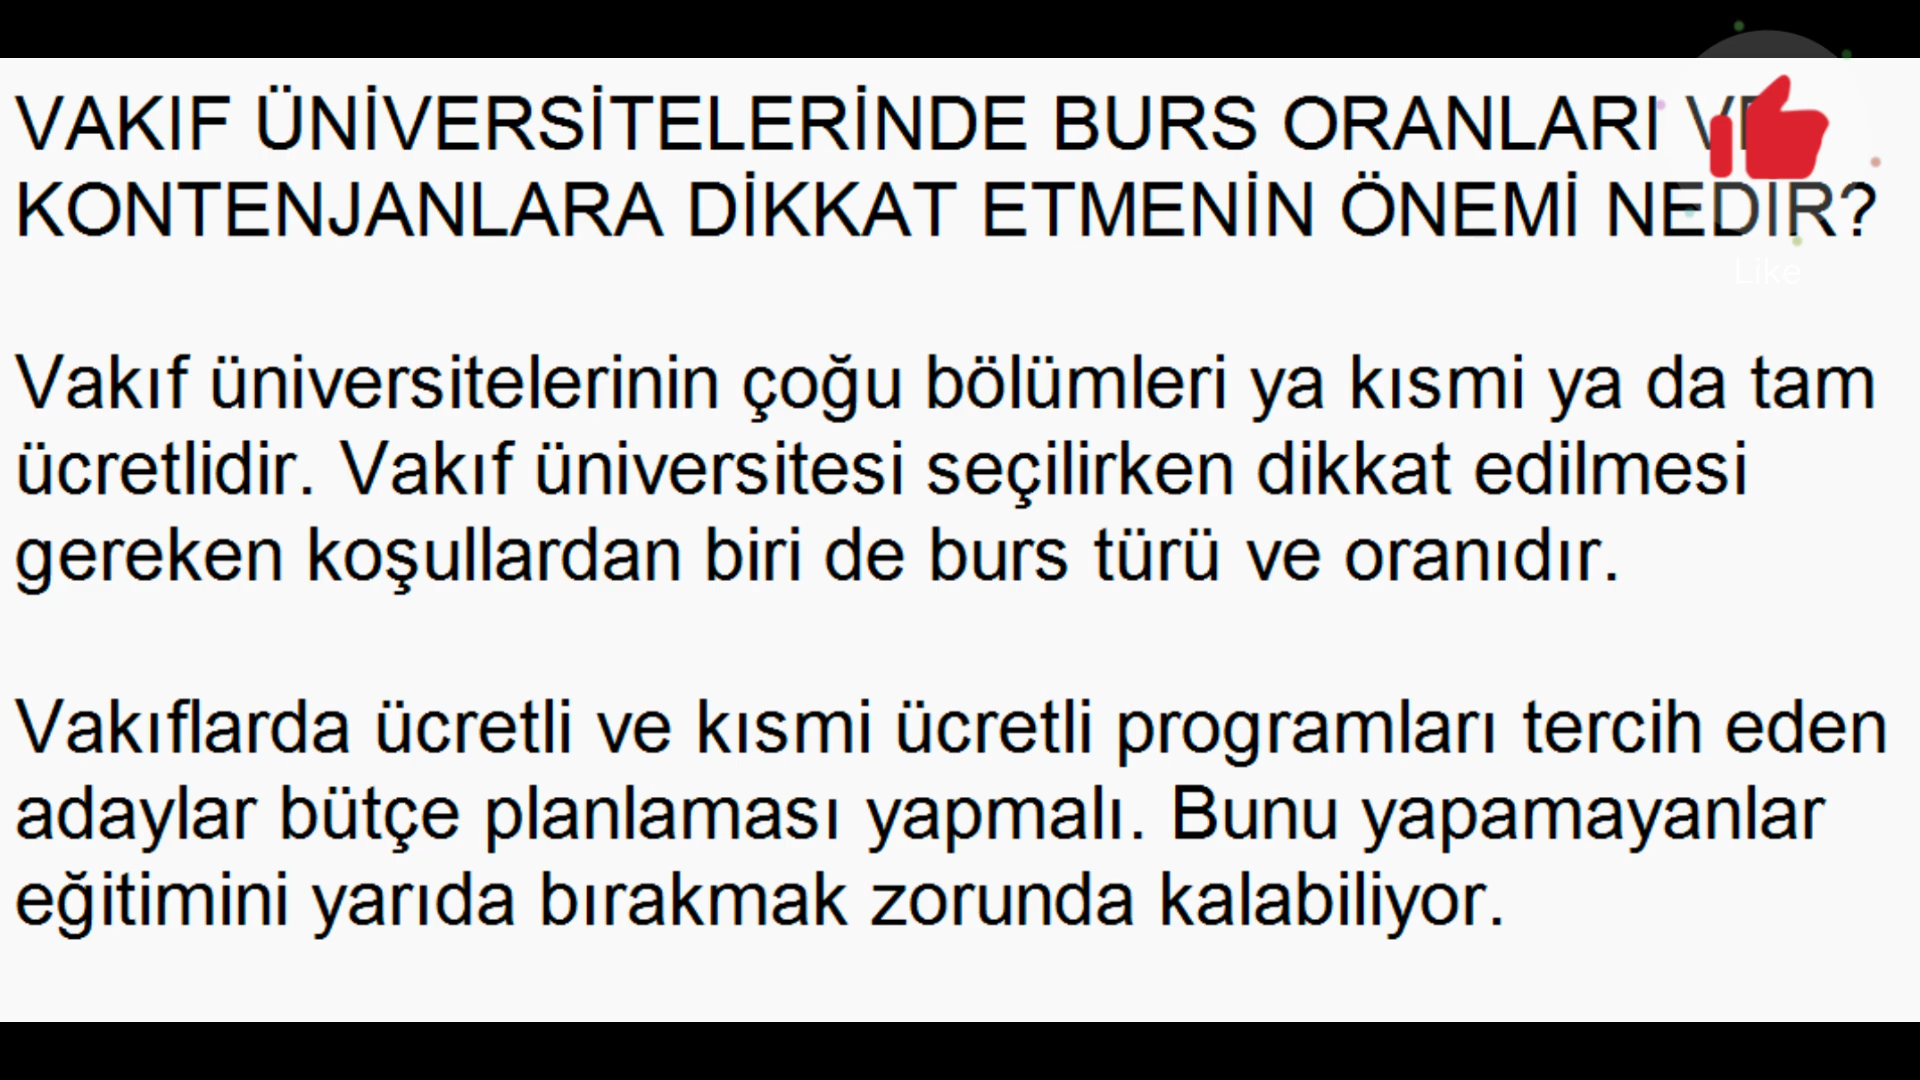 VAKIF ÜNİVERSİTELERİNDE BURS ORANLARI VE
KONTENJANLARA DİKKAT ETMENİN ÖNEMİ NEDİR?
Like
Vakıf üniversitelerinin çoğu bölümleri ya kısmi ya da tam
ücretlidir. Vakıf üniversitesi seçilirken dikkat edilmesi
gereken koşullardan biri de burs türü ve oranıdır.
Vakıflarda ücretli ve kısmi ücretli programları tercih eden
adaylar bütçe planlaması yapmalı. Bunu yapamayanlar
eğitimini yarıda bırakmak zorunda kalabiliyor.